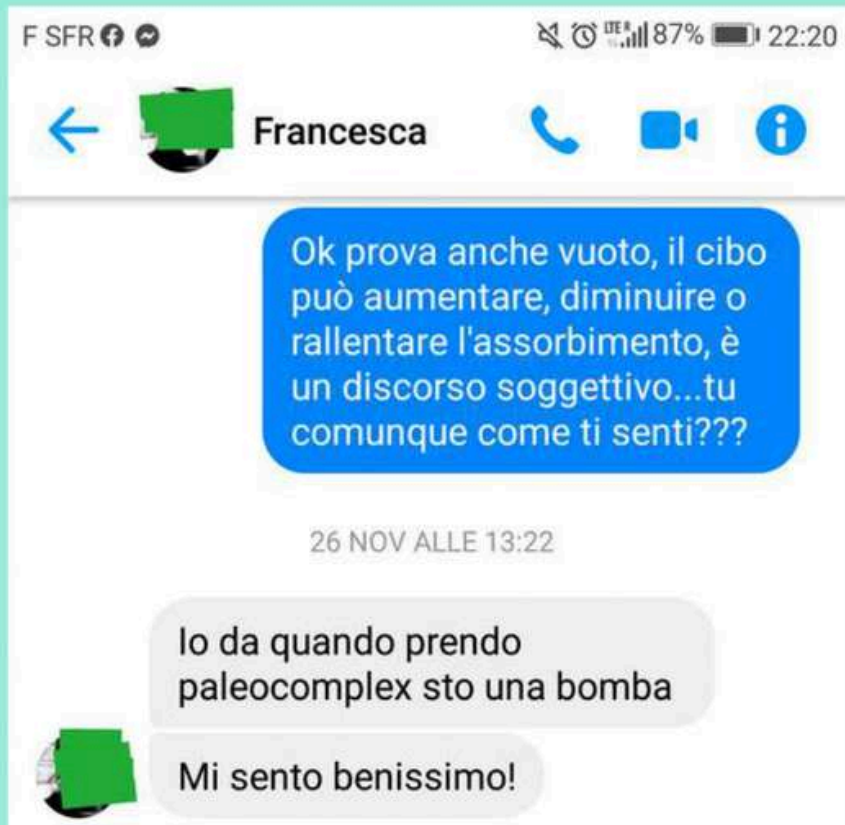 F SFR 87% 22:20
Francesca
Ok prova anche vuoto, il cibo
può aumentare, diminuire o
rallentare l'assorbimento, è
un discorso soggettivo...tu
comunque come ti senti???
26 NOV ALLE 13:22
Io da quando prendo
paleocomplex sto una bomba
Mi sento benissimo!